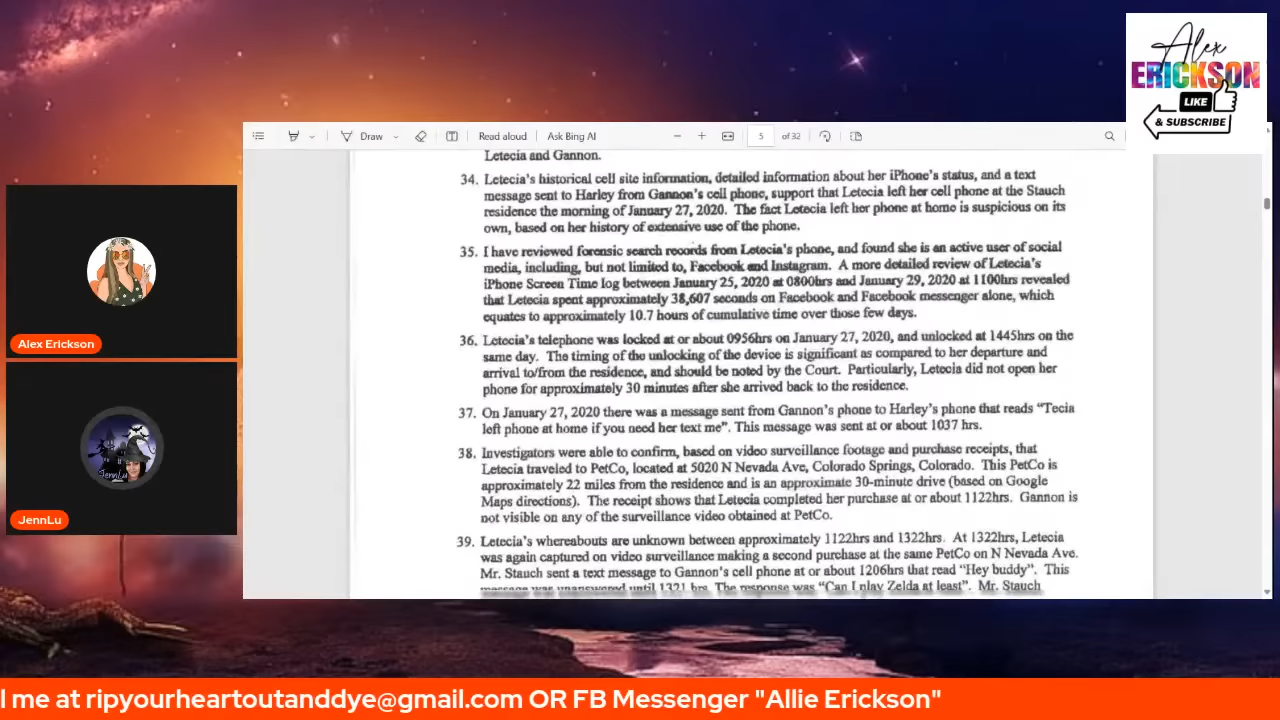 Alex
ERICKSON
LIKE
& SUBSCRIBE
Draw
Read aloud
Ask Bing AI
5
of 32
Letecia and Gannon.
34. Letecia's historical cell site information, detailed information about her iPhone's status, and a text
message sent to Harley from Gannon's cell phone, support that Letecia left her cell phone at the Stauch
residence the morning of January 27, 2020. The fact Letecia left her phone at home is suspicious on its
own, based on her history of extensive use of the phone.
35. I have reviewed forensic search records from Letecia's phone, and found she is an active user of social
media, including, but not limited to, Facebook and Instagram. A more detailed review of Letecia's
iPhone Screen Time log between January 25, 2020 at 0800hrs and January 29, 2020 at 1100hrs revealed
that Letecia spent approximately 38,607 seconds on Facebook and Facebook messenger alone, which
equates to approximately 10.7 hours of cumulative time over those few days.
36. Letecia's telephone was locked at or about 0956hrs on January 27, 2020, and unlocked at 1445hrs on the
same day. The timing of the unlocking of the device is significant as compared to her departure and
arrival to/from the residence, and should be noted by the Court. Particularly, Letecia did not open her
phone for approximately 30 minutes after she arrived back to the residence.
37. On January 27, 2020 there was a message sent from Gannon's phone to Harley's phone that reads "Tecia
left phone at home if you need her text me". This message was sent at or about 1037 hrs.
38. Investigators were able to confirm, based on video surveillance footage and purchase receipts, that
Letecia traveled to PetCo, located at 5020 N Nevada Ave, Colorado Springs, Colorado. This PetCo is
approximately 22 miles from the residence and is an approximate 30-minute drive (based on Google
Maps directions). The receipt shows that Letecia completed her purchase at or about 1122hrs. Gannon is
not visible on any of the surveillance video obtained at PetCo.
39. Letecia's whereabouts are unknown between approximately 1122hrs and 1322hrs. At 1322hrs, Letecia
was again captured on video surveillance making a second purchase at the same PetCo on N Nevada Ave.
Mr. Stauch sent a text message to Gannon's cell phone at or about 1206hrs that read "Hey buddy". This
message was unanswered until 1321 hrs. The response was "Can I play Zelda at least". Mr. Stauch
Alex Erickson
JennLu
JennLu
l me at ripyourheartoutanddye@gmail.com OR FB Messenger "Allie Erickson"